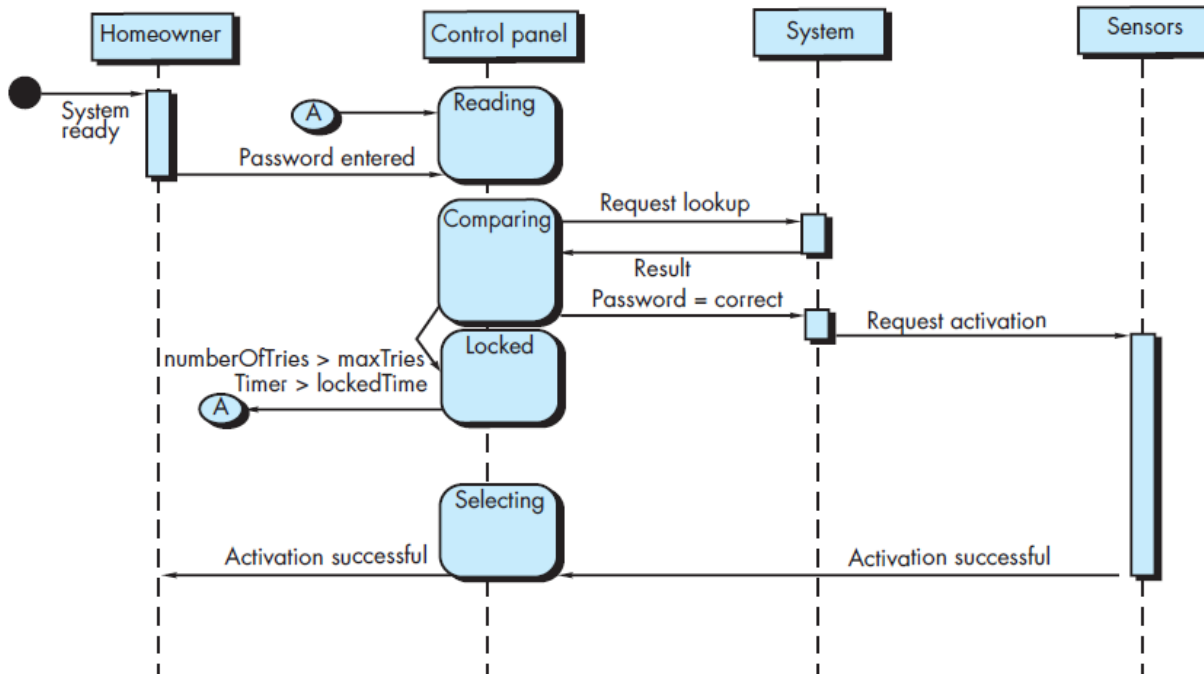 Homeowner
Control panel
System
Sensors
System
ready
A
Reading
Password entered
Comparing
Request lookup
Result
Password = correct
Request activation
Locked
numberOfTries > maxTries
Timer > lockedTime
A
Selecting
Activation successful
Activation successful